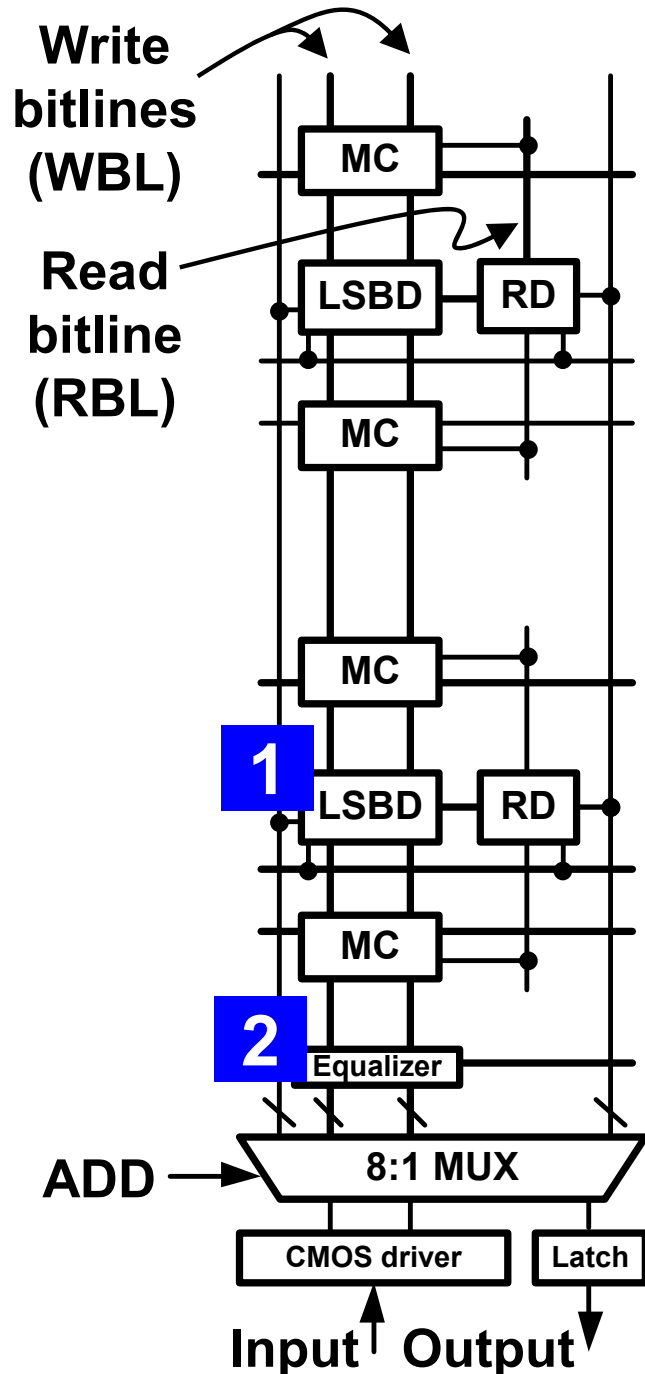 Write
bitlines
(WBL)
MC
Read
bitline
(RBL)
LSBD
RD
MC
MC
1
LSBD
RD
MC
2
Equalizer
ADD
8:1 MUX
CMOS driver
Latch
Input
Output